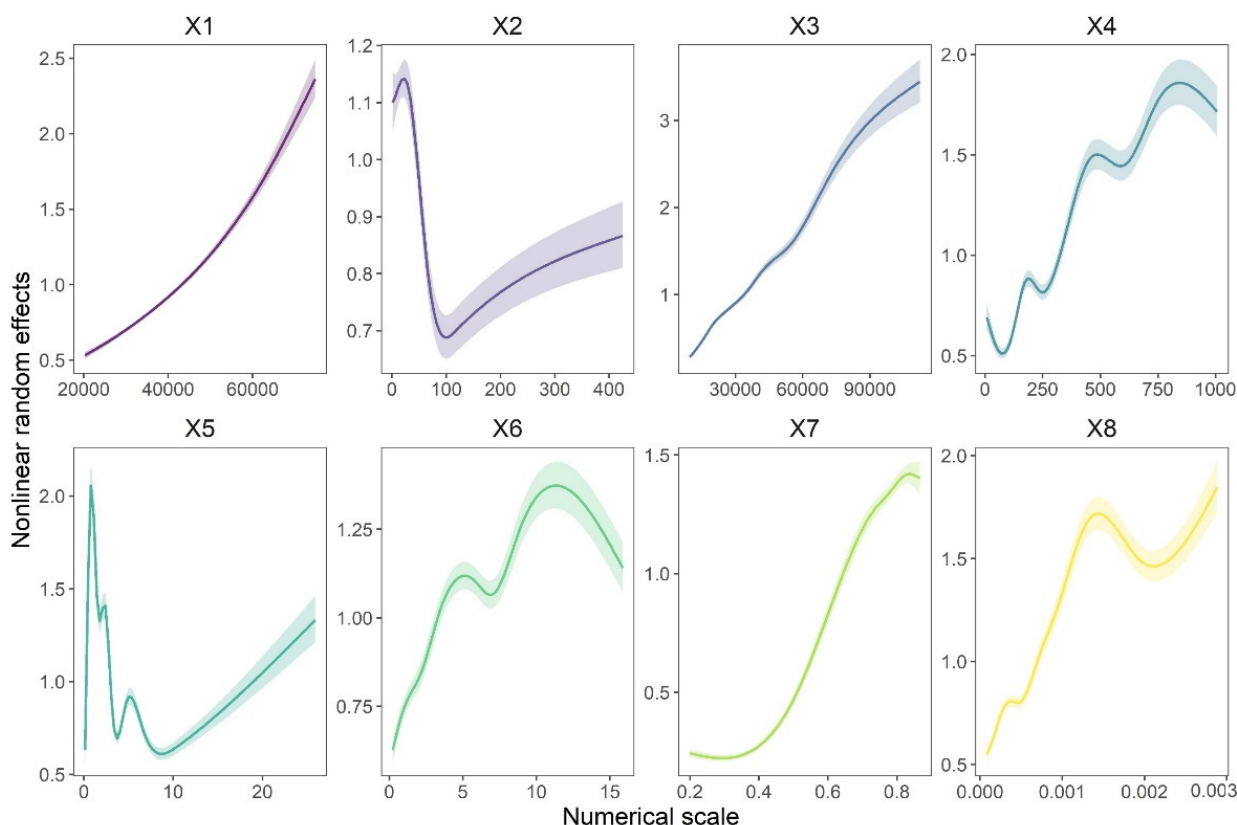 X1 X2 X3 X4
2.5
2.0
1.5
1.0
0.5
20000 40000 60000
1.2
1.1
1.0
0.9
0.8
0.7
0 100 200 300 400
3
2
1
30000 60000 90000
2.0
1.5
1.0
0.5
0 250 500 750 1000
Nonlinear random effects
X5 X6 X7 X8
2.0
1.5
1.0
0.5
0 10 20
1.25
1.00
0.75
0 5 10 15
1.5
1.0
0.5
0.2 0.4 0.6 0.8
2.0
1.5
1.0
0.5
0.000 0.001 0.002 0.003
Numerical scale